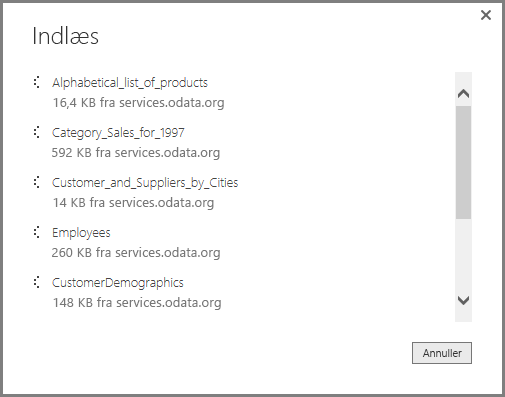 Indlæs
Alphabetical_list_of_products
16,4 KB fra services.odata.org
Category_Sales_for_1997
592 KB fra services.odata.org
Customer_and_Suppliers_by_Cities
14 KB fra services.odata.org
Employees
260 KB fra services.odata.org
CustomerDemographics
148 KB fra services.odata.org
Annuller